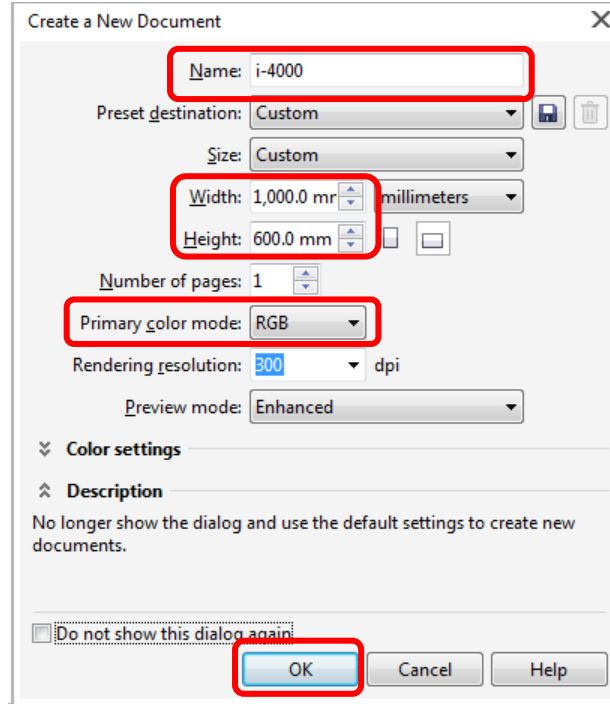 Create a New Document
Name: i-4000
Preset destination: Custom
Size: Custom
Width: 1,000.0 mm millimeters
Height: 600.0 mm
Number of pages: 1
Primary color mode: RGB
Rendering resolution: 300 dpi
Preview mode: Enhanced
Color settings
Description
No longer show the dialog and use the default settings to create new
documents.
Do not show this dialog again
OK Cancel Help